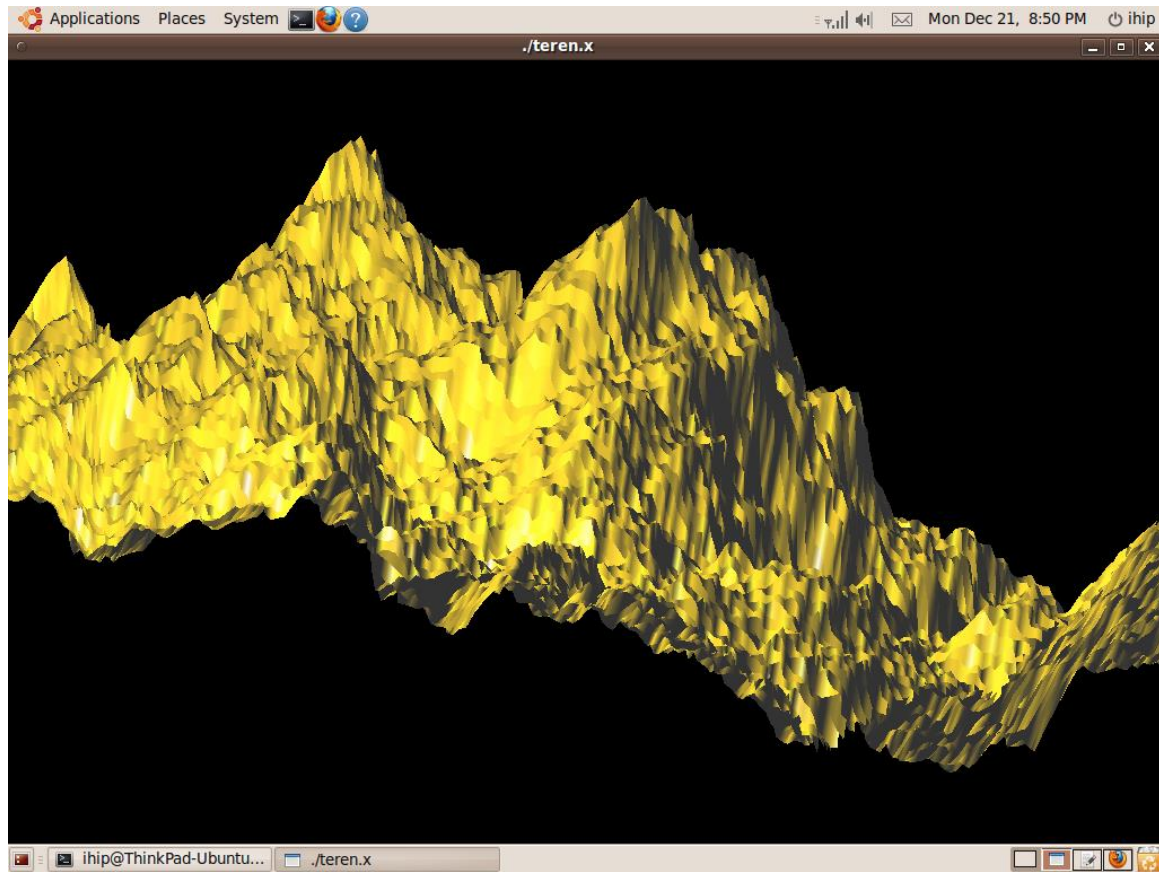 Applications Places System ? Mon Dec 21, 8:50 PM ihip
./teren.x
ihip@ThinkPad-Ubuntu... ./teren.x